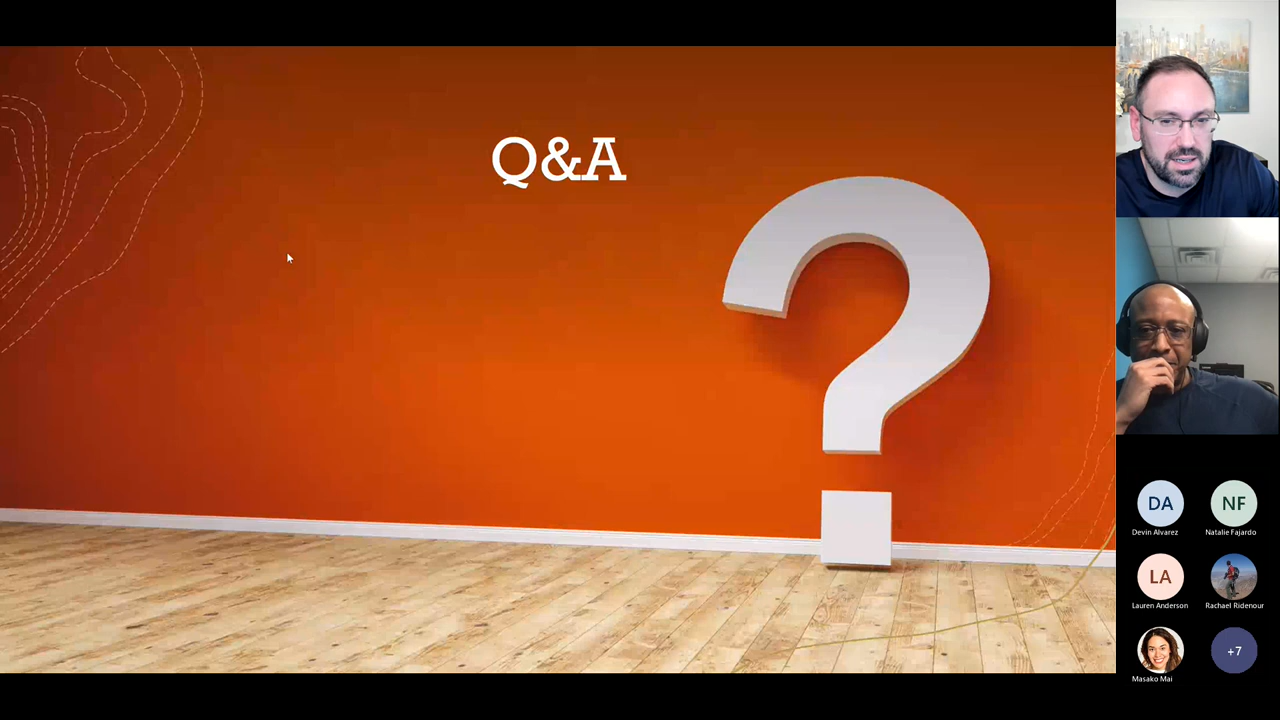 Q&A
DA
NF
Devin Alvarez
Natalie Fajardo
LA
Lauren Anderson
Rachael Ridenour
Masako Mai
+7